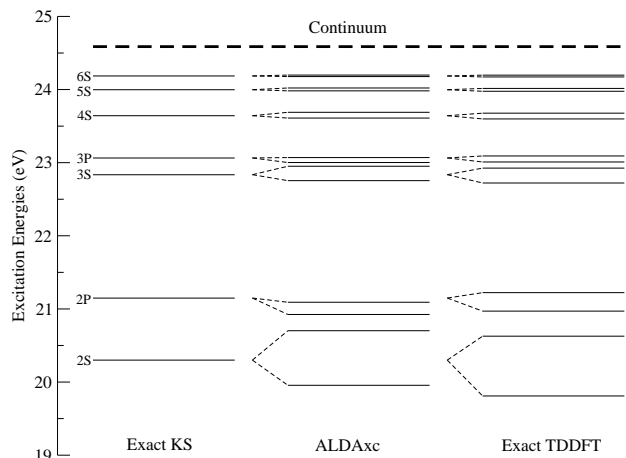 25
Continuum
6S
24
5S
4S
3P
23
3S
22
2P
21
2S
20
19
Exact KS
ALDAxc
Exact TDDFT
Excitation Energies (eV)